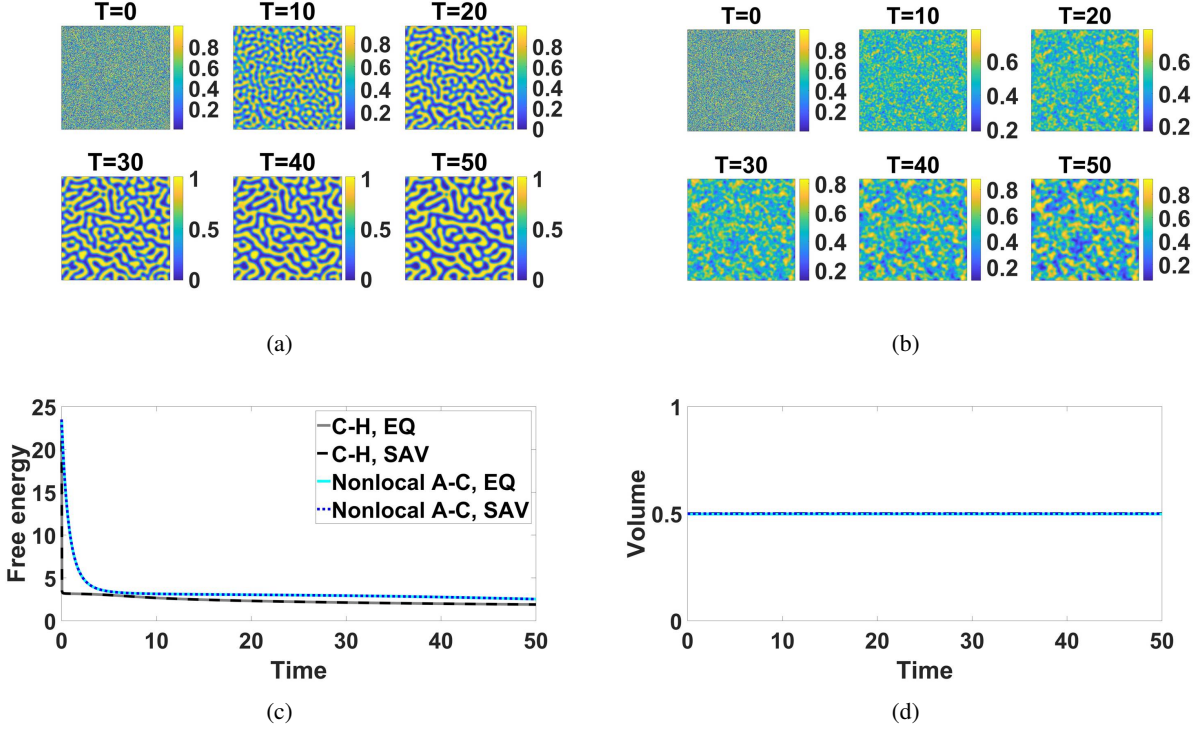 T=0 T=10 T=20
0.8 0.6 0.4 0.2
0.8 0.6 0.4 0.2
0.8 0.6 0.4 0.2 0
T=30 T=40 T=50
1 0.5 0
1 0.5 0
1 0.5 0
(a)
T=0 T=10 T=20
0.8 0.6 0.4 0.2
0.6 0.4 0.2
0.6 0.4 0.2
T=30 T=40 T=50
0.8 0.6 0.4 0.2
0.8 0.6 0.4 0.2
0.8 0.6 0.4 0.2
(b)
Free energy
25
20
15
10
5
0
C-H, EQ
C-H, SAV
Nonlocal A-C, EQ
Nonlocal A-C, SAV
0 10 20 30 40 50
Time
(c)
Volume
1
0.5
0
0 10 20 30 40 50
Time
(d)